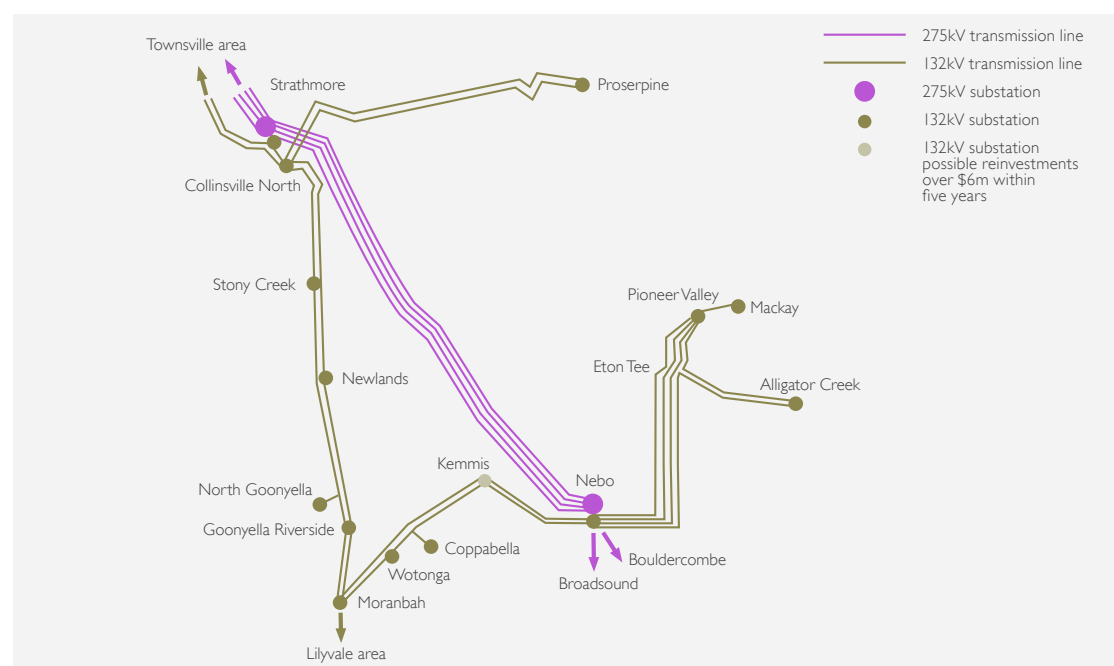 Townsville area
Strathmore
Proserpine
275kV transmission line
132kV transmission line
275kV substation
132kV substation
132kV substation
possible reinvestments
over $6m within
five years
Collinsville North
Stony Creek
Pioneer Valley
Mackay
Eton Tee
Newlands
Alligator Creek
Kemmis
Nebo
North Goonyella
Goonyella Riverside
Coppabella
Wotonga
Bouldercombe
Broadsound
Moranbah
Lilyvale area